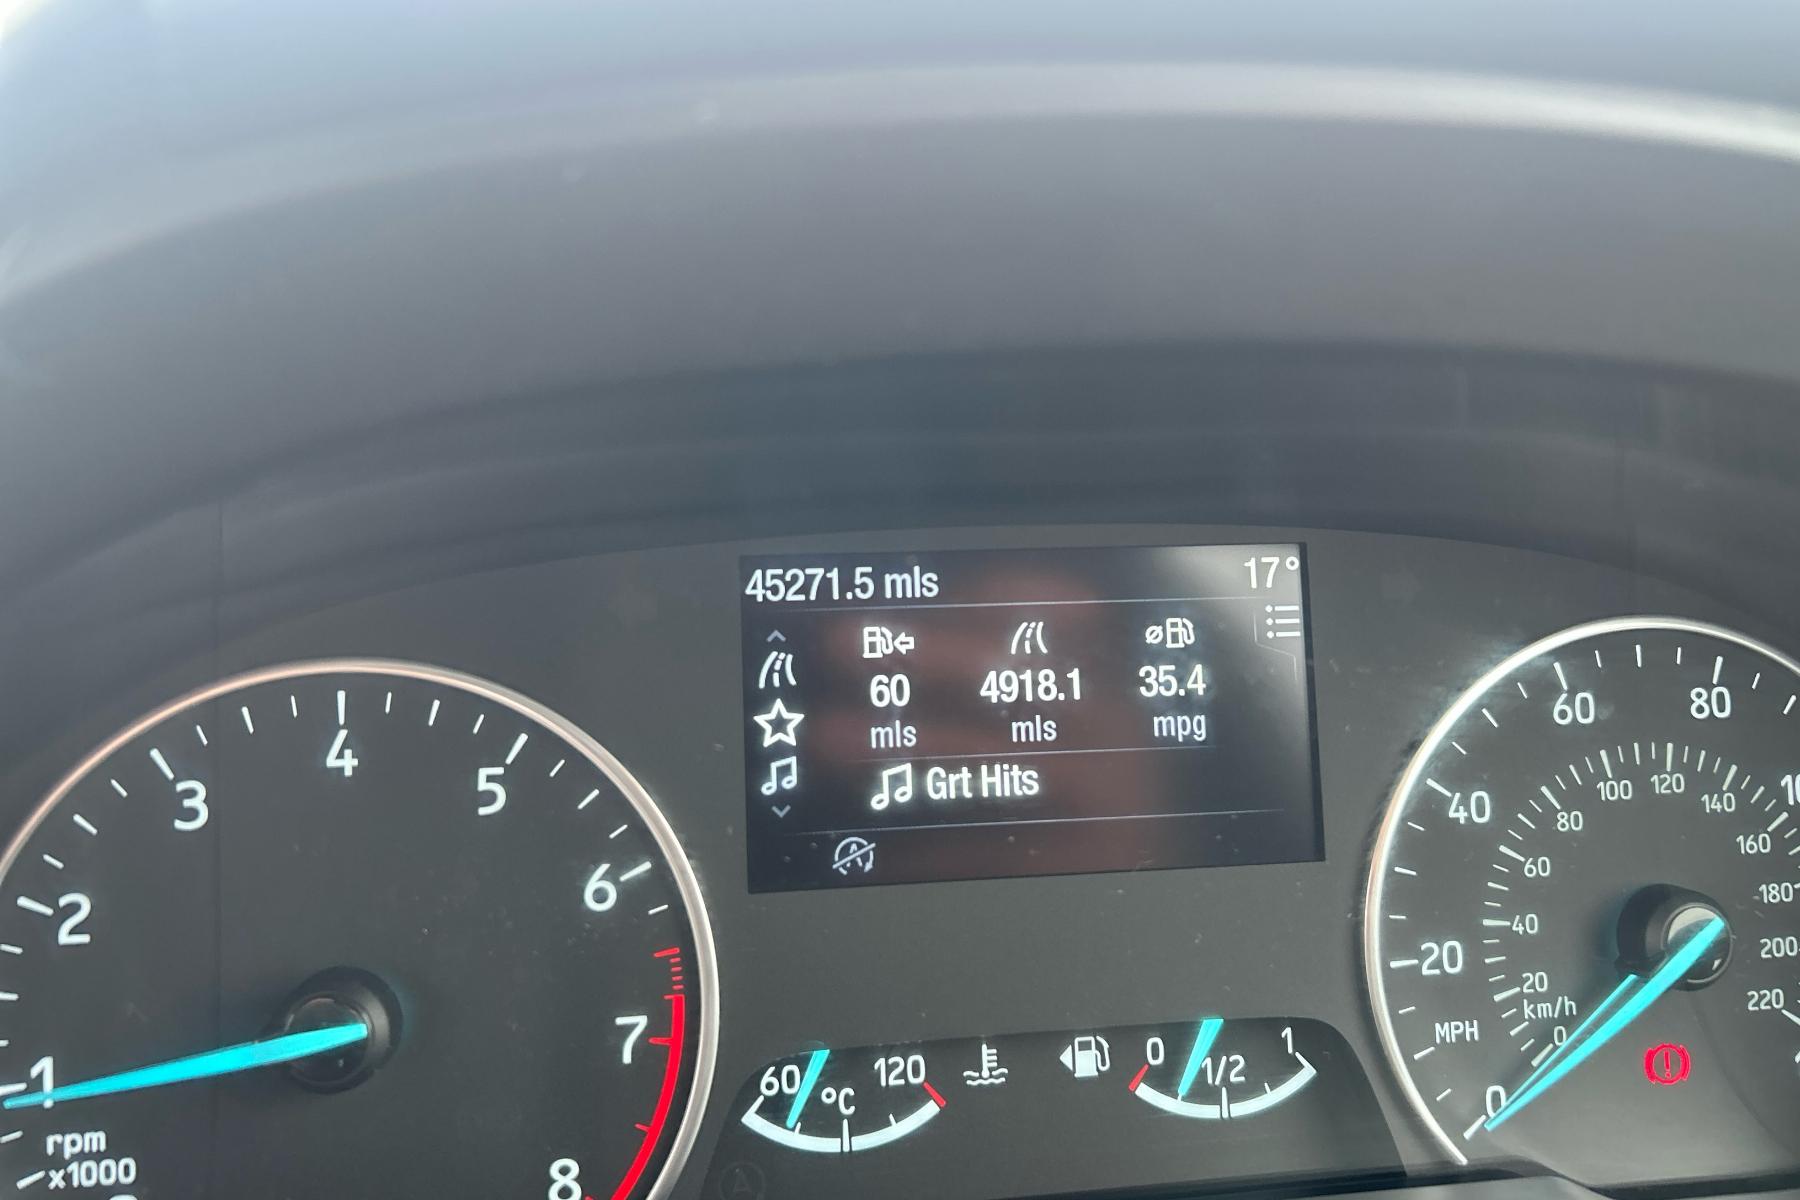 45271.5 mls 17°
60 4918.1 35.4
mls mls mpg
Grt Hits
1 2 3 4 5 6 7 8
rpm
x1000
60 120
°C
0 1/2 1
0 20 40 60 80
MPH
0 20 40 60 80 100 120 140 160 180 200 220
km/h